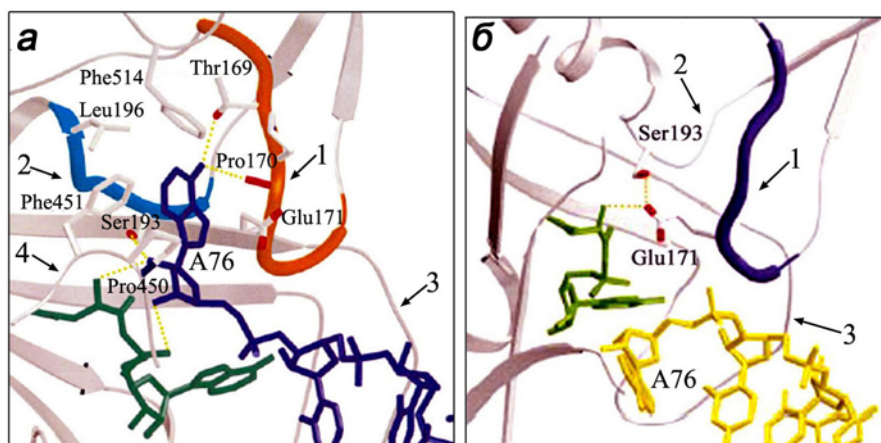 а
Phe514
Thr169
Leu196
Pro170
1
2
Phe451
Ser193
Glu171
4
A76
3
Pro450
б
2
Ser193
1
Glu171
3
A76